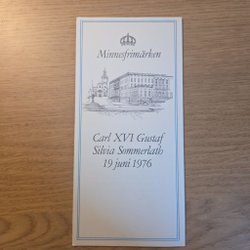 Minnesfrimärken
Carl XVI Gustaf
Silvia Sommerlath
19 juni 1976